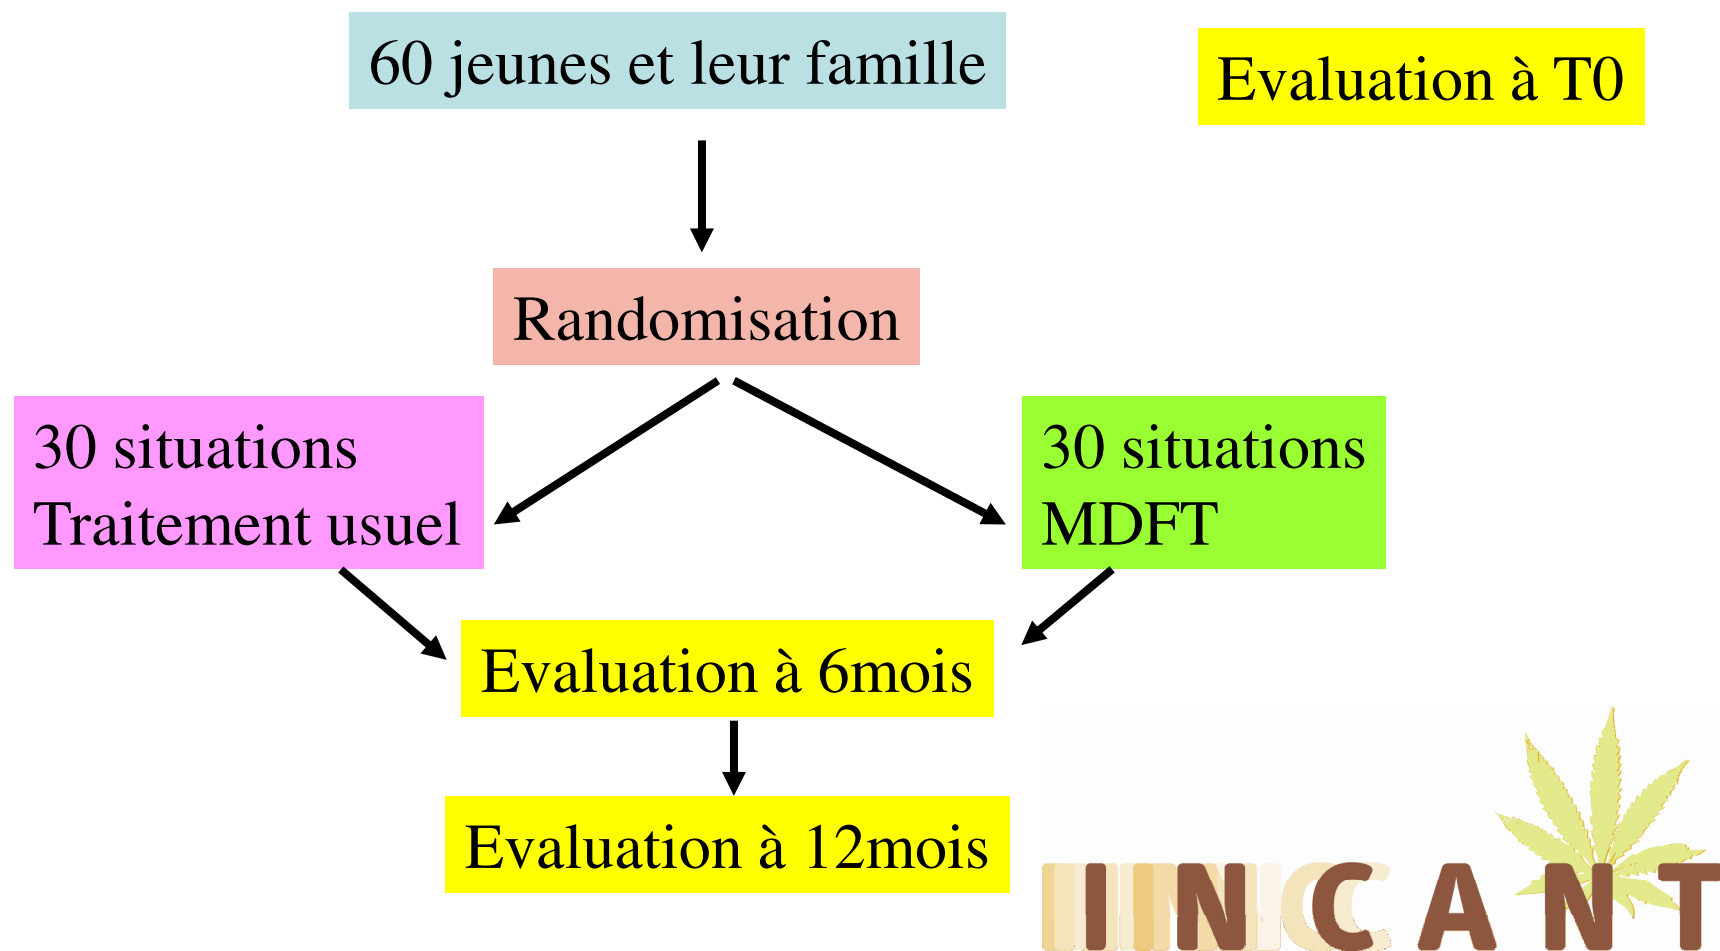 60 jeunes et leur famille
Evaluation à T0
Randomisation
30 situations
Traitement usuel
30 situations
MDFT
Evaluation à 6mois
Evaluation à 12mois
INCANT